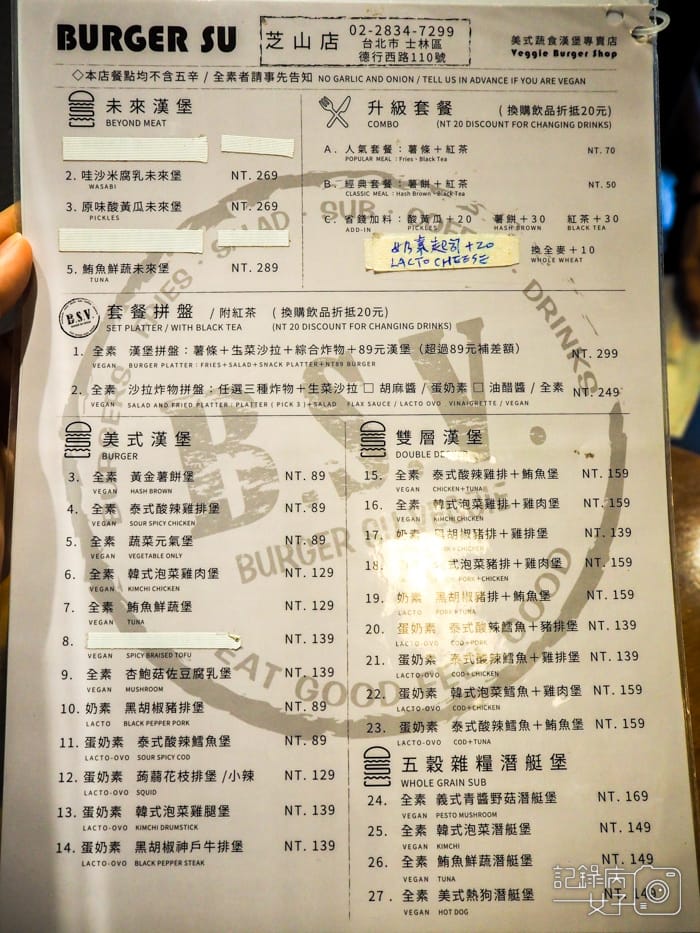 BURGER SU
芝山店
02-2834-7299
台北市 士林區
德行西路110號
美式蔬食漢堡專賣店
Veggie Burger Shop
◇本店餐點均不含五辛 / 全素者請事先告知 NO GARLIC AND ONION / TELL US IN ADVANCE IF YOU ARE VEGAN
未來漢堡
BEYOND MEAT
2. 哇沙米腐乳未來堡 NT. 269
WASABI
3. 原味酸黃瓜未來堡 NT. 269
PICKLES
5. 鮪魚鮮蔬未來堡 NT. 289
TUNA
升級套餐 (換購飲品折抵20元)
COMBO (NT 20 DISCOUNT FOR CHANGING DRINKS)
A. 人氣套餐：薯條＋紅茶 NT. 70
POPULAR MEAL：Fries、Black Tea
B. 經典套餐：薯餅＋紅茶 NT. 50
CLASSIC MEAL：Hash Brown、Black Tea
C. 省錢加料：酸黃瓜＋20 薯餅＋30 紅茶＋30
ADD-IN PICKLES HASH BROWN BLACK TEA
奶素起司+20 換全麥＋10
LACTO CHEESE WHOLE WHEAT
B.S.V.
套餐拼盤 / 附紅茶 (換購飲品折抵20元)
SET PLATTER / WITH BLACK TEA (NT 20 DISCOUNT FOR CHANGING DRINKS)
1. 全素 漢堡拼盤：薯條＋生菜沙拉＋綜合炸物＋89元漢堡（超過89元補差額） NT. 299
VEGAN BURGER PLATTER：FRIES＋SALAD＋SNACK PLATTER＋NT89 BURGER
2. 全素 沙拉炸物拼盤：任選三種炸物＋生菜沙拉 □ 胡麻醬 / 蛋奶素 □ 油醋醬 / 全素 NT. 249
VEGAN SALAD AND FRIED PLATTER：PLATTER ( PICK 3 )＋SALAD FLAX SAUCE / LACTO OVO VINAIGRETTE / VEGAN
美式漢堡
BURGER
3. 全素 黃金薯餅堡 NT. 89
VEGAN HASH BROWN
4. 全素 泰式酸辣雞排堡 NT. 89
VEGAN SOUR SPICY CHICKEN
5. 全素 蔬菜元氣堡 NT. 89
VEGAN VEGETABLE ONLY
6. 全素 韓式泡菜雞肉堡 NT. 129
VEGAN KIMCHI CHICKEN
7. 全素 鮪魚鮮蔬堡 NT. 129
VEGAN TUNA
8. NT. 139
VEGAN SPICY BRAISED TOFU
9. 全素 杏鮑菇佐豆腐乳堡 NT. 139
VEGAN MUSHROOM
10. 奶素 黑胡椒豬排堡 NT. 89
LACTO BLACK PEPPER PORK
11. 蛋奶素 泰式酸辣鱈魚堡 NT. 89
LACTO-OVO SOUR SPICY COD
12. 蛋奶素 蒟蒻花枝排堡 /小辣 NT. 129
LACTO-OVO SQUID
13. 蛋奶素 韓式泡菜雞腿堡 NT. 139
LACTO-OVO KIMCHI DRUMSTICK
14. 蛋奶素 黑胡椒神戶牛排堡 NT. 139
LACTO-OVO BLACK PEPPER STEAK
雙層漢堡
DOUBLE
15. 全素 泰式酸辣雞排＋鮪魚堡 NT. 159
VEGAN CHICKEN＋TUNA
16. 全素 韓式泡菜雞排＋雞肉堡 NT. 159
VEGAN KIMCHI CHICKEN
17. 奶素 黑胡椒豬排＋雞排堡 NT. 139
＋CHICKEN
18. 式泡菜豬排＋雞肉堡 NT. 159
PORK＋CHICKEN
19. 奶素 黑胡椒豬排＋鮪魚堡 NT. 159
LACTO PORK＋TUNA
20. 蛋奶素 泰式酸辣鱈魚＋豬排堡 NT. 139
LACTO-OVO COD＋PORK
21. 蛋奶素 泰式酸辣鱈魚＋雞排堡 NT. 139
LACTO-OVO COD＋CHICKEN
22. 蛋奶素 韓式泡菜鱈魚＋雞肉堡 NT. 159
LACTO-OVO COD＋CHICKEN
23. 蛋奶素 泰式酸辣鱈魚＋鮪魚堡 NT. 159
LACTO-OVO COD＋TUNA
五穀雜糧潛艇堡
WHOLE GRAIN SUB
24. 全素 義式青醬野菇潛艇堡 NT. 169
VEGAN PESTO MUSHROOM
25. 全素 韓式泡菜潛艇堡 NT. 149
VEGAN KIMCHI
26. 全素 鮪魚鮮蔬潛艇堡 NT. 149
VEGAN TUNA
27. 全素 美式熱狗潛艇堡 NT. 149
VEGAN HOT DOG
B.S.V.
EAT GOOD
記錄病
女子